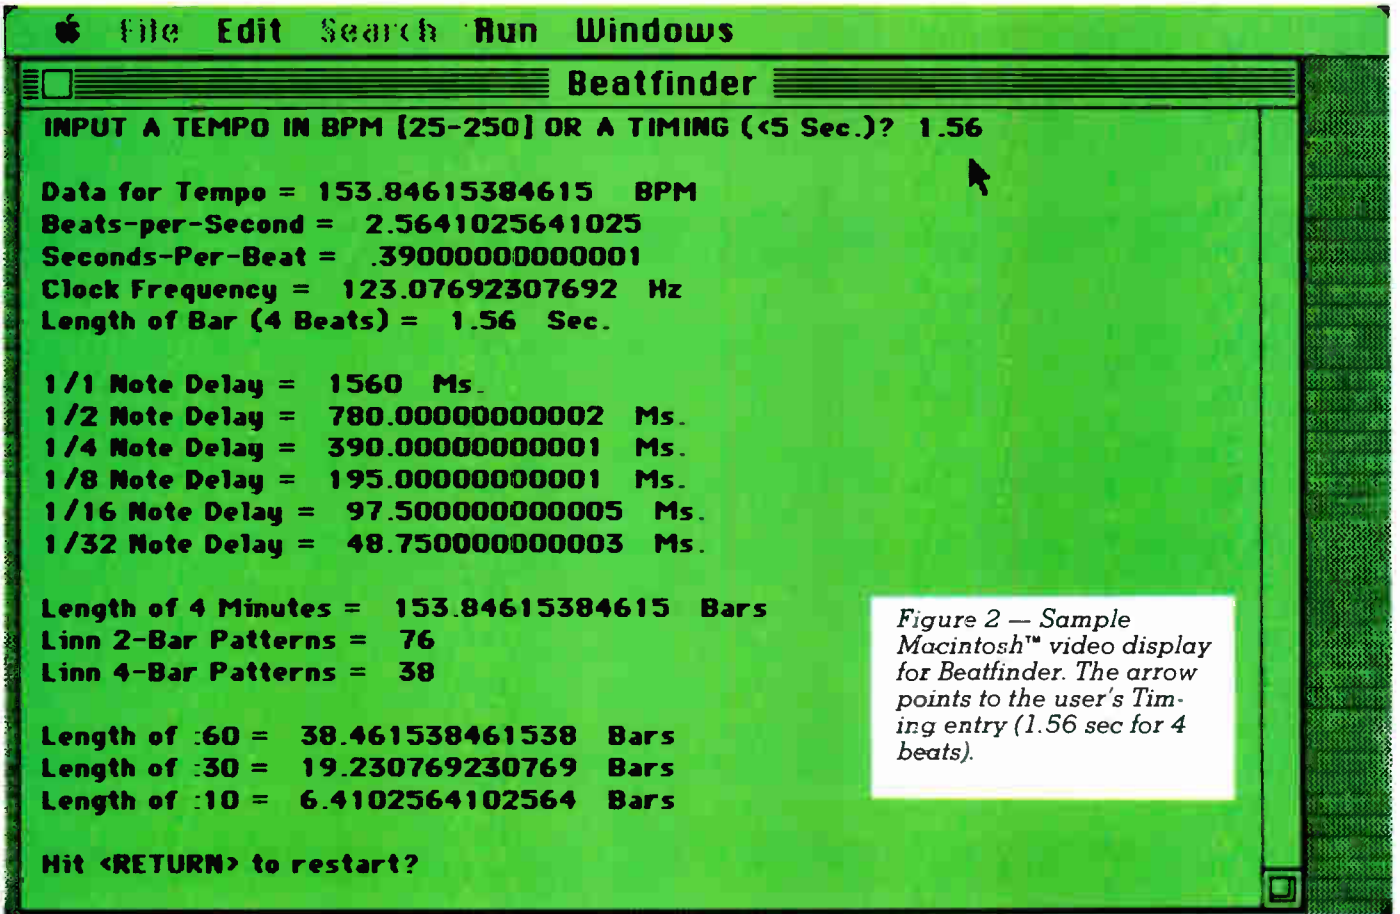 File Edit Search Run Windows
Beatfinder
INPUT A TEMPO IN BPM [25-250] OR A TIMING (<5 Sec.)? 1.56
Data for Tempo = 153.84615384615 BPM
Beats-per-Second = 2.5641025641025
Seconds-Per-Beat = .39000000000001
Clock Frequency = 123.07692307692 Hz
Length of Bar (4 Beats) = 1.56 Sec.
1/1 Note Delay = 1560 Ms.
1/2 Note Delay = 780.00000000002 Ms.
1/4 Note Delay = 390.00000000001 Ms.
1/8 Note Delay = 195.00000000001 Ms.
1/16 Note Delay = 97.500000000005 Ms.
1/32 Note Delay = 48.750000000003 Ms.
Length of 4 Minutes = 153.84615384615 Bars
Linn 2-Bar Patterns = 76
Linn 4-Bar Patterns = 38
Length of :60 = 38.461538461538 Bars
Length of :30 = 19.230769230769 Bars
Length of :10 = 6.4102564102564 Bars
Hit <RETURN> to restart?
Figure 2 — Sample
Macintosh™ video display
for Beatfinder. The arrow
points to the user's Tim-
ing entry (1.56 sec for 4
beats).